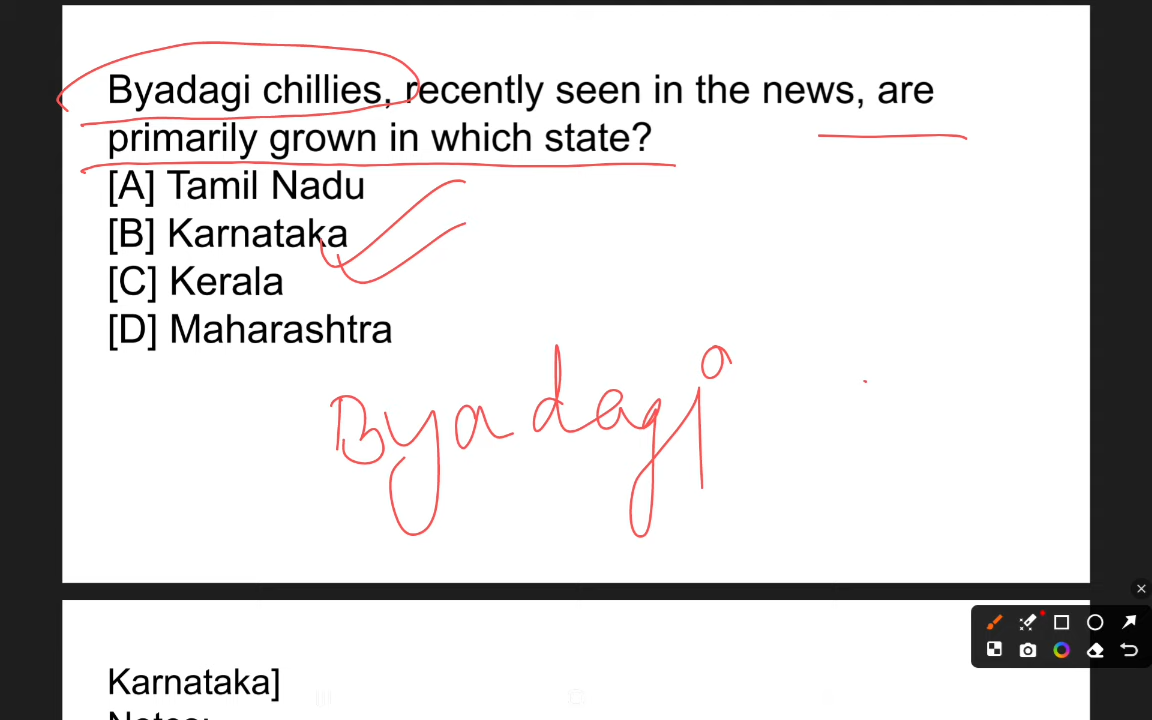 Byadagi chillies, recently seen in the news, are
primarily grown in which state?
[A] Tamil Nadu
[B] Karnataka
[C] Kerala
[D] Maharashtra
Byadagi
Karnataka]
Notes: